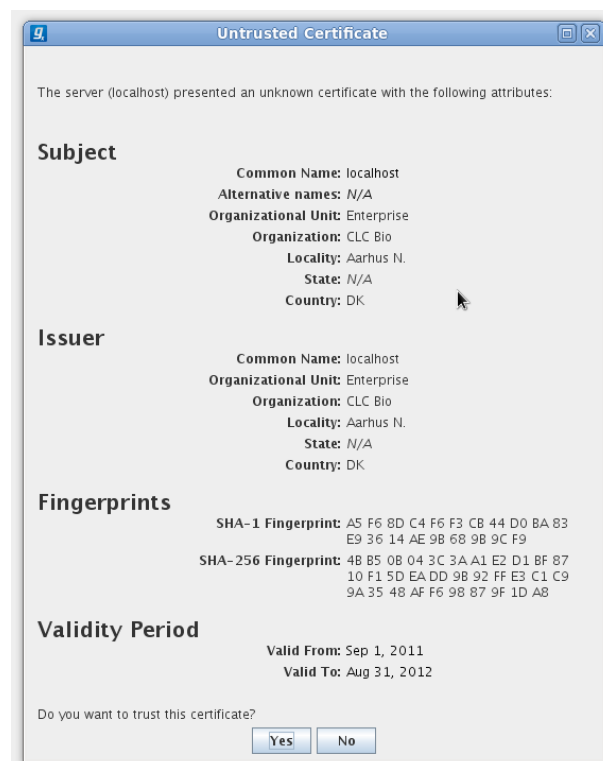 Untrusted Certificate
The server (localhost) presented an unknown certificate with the following attributes:
Subject
Common Name: localhost
Alternative names: N/A
Organizational Unit: Enterprise
Organization: CLC Bio
Locality: Aarhus N.
State: N/A
Country: DK
Issuer
Common Name: localhost
Organizational Unit: Enterprise
Organization: CLC Bio
Locality: Aarhus N.
State: N/A
Country: DK
Fingerprints
SHA-1 Fingerprint: A5 F6 8D C4 F6 F3 CB 44 D0 BA 83
E9 36 14 AE 9B 68 9B 9C F9
SHA-256 Fingerprint: 4B B5 0B 04 3C 3A A1 E2 D1 BF 87
10 F1 5D EA DD 9B 92 FF E3 C1 C9
9A 35 48 AF F6 98 87 9F 1D A8
Validity Period
Valid From: Sep 1, 2011
Valid To: Aug 31, 2012
Do you want to trust this certificate?
Yes No